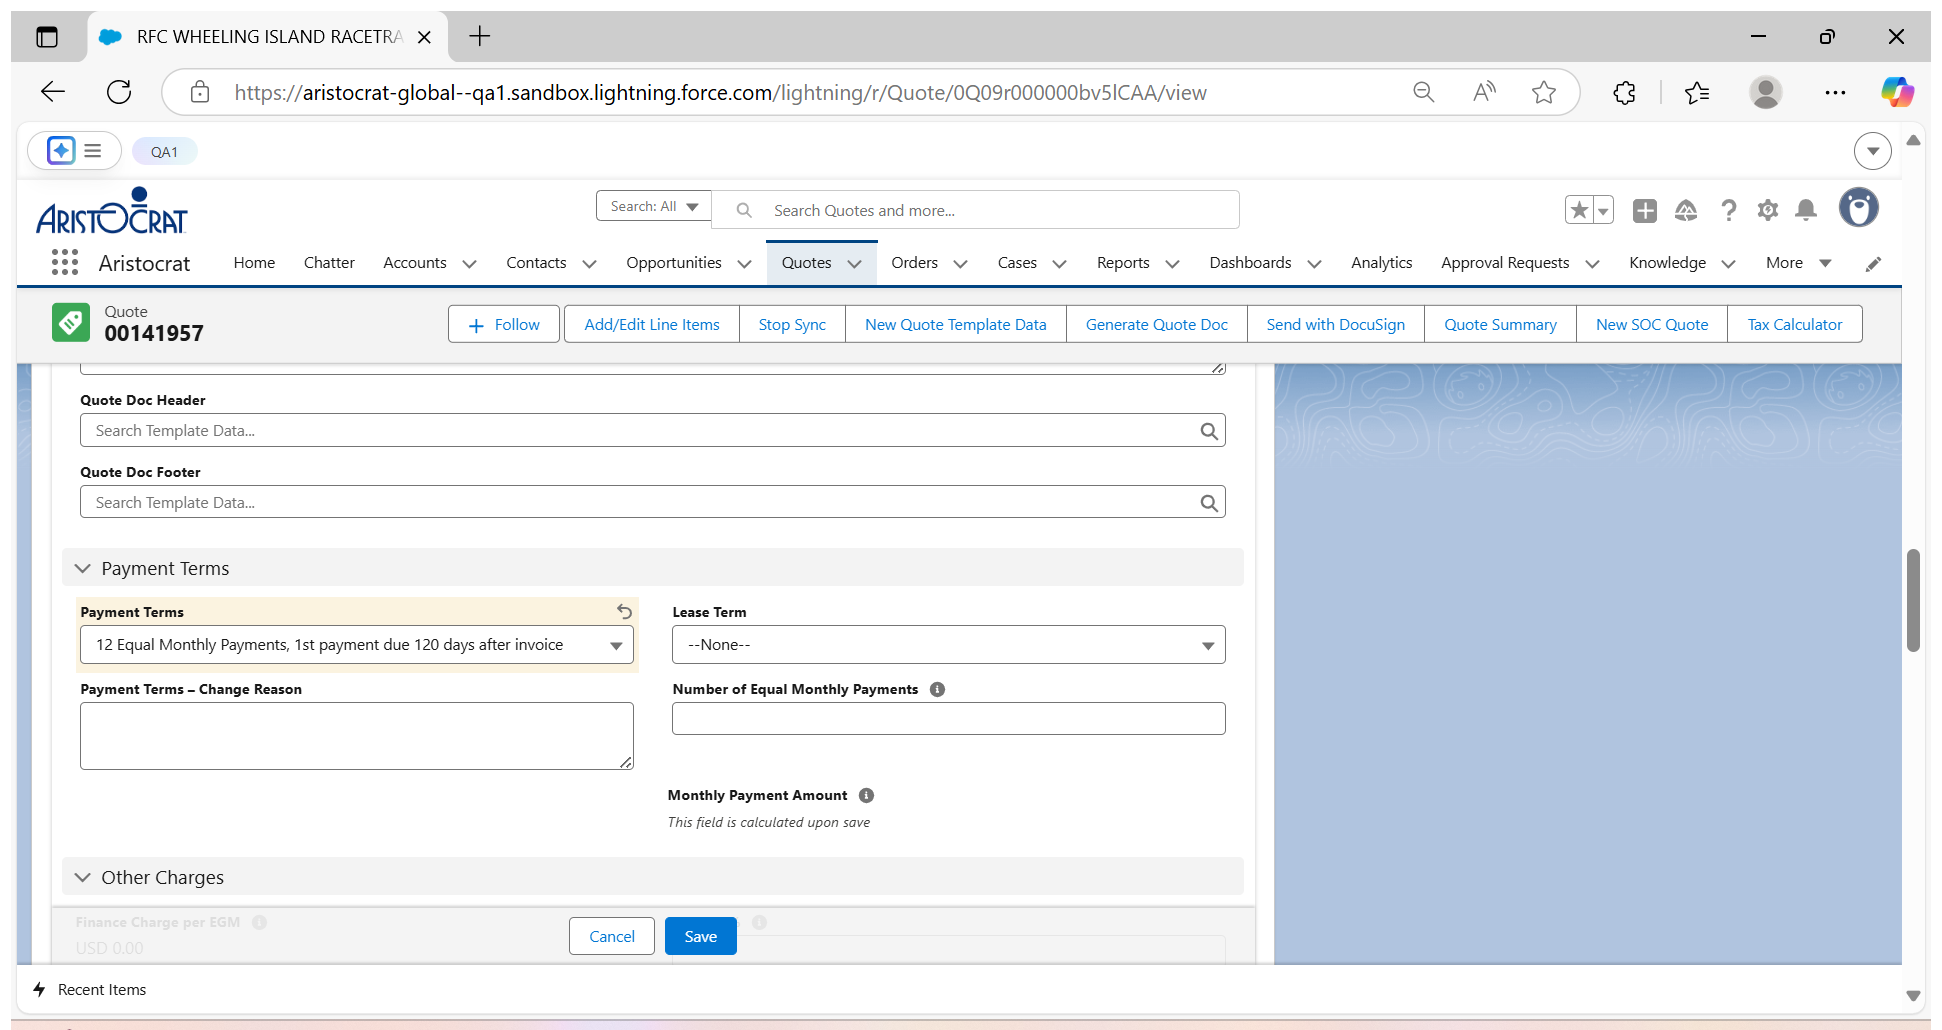 RFC WHEELING ISLAND RACETRA
https://aristocrat-global--qa1.sandbox.lightning.force.com/lightning/r/Quote/0Q09r000000bv5lCAA/view
QA1
ARISTOCRAT
Search: All
Search Quotes and more...
Aristocrat
Home
Chatter
Accounts
Contacts
Opportunities
Quotes
Orders
Cases
Reports
Dashboards
Analytics
Approval Requests
Knowledge
More
Quote
00141957
Follow
Add/Edit Line Items
Stop Sync
New Quote Template Data
Generate Quote Doc
Send with DocuSign
Quote Summary
New SOC Quote
Tax Calculator
Quote Doc Header
Search Template Data...
Quote Doc Footer
Search Template Data...
Payment Terms
Payment Terms
12 Equal Monthly Payments, 1st payment due 120 days after invoice
Lease Term
--None--
Payment Terms – Change Reason
Number of Equal Monthly Payments
Monthly Payment Amount
This field is calculated upon save
Other Charges
Finance Charge per EGM
USD 0.00
Cancel
Save
Recent Items